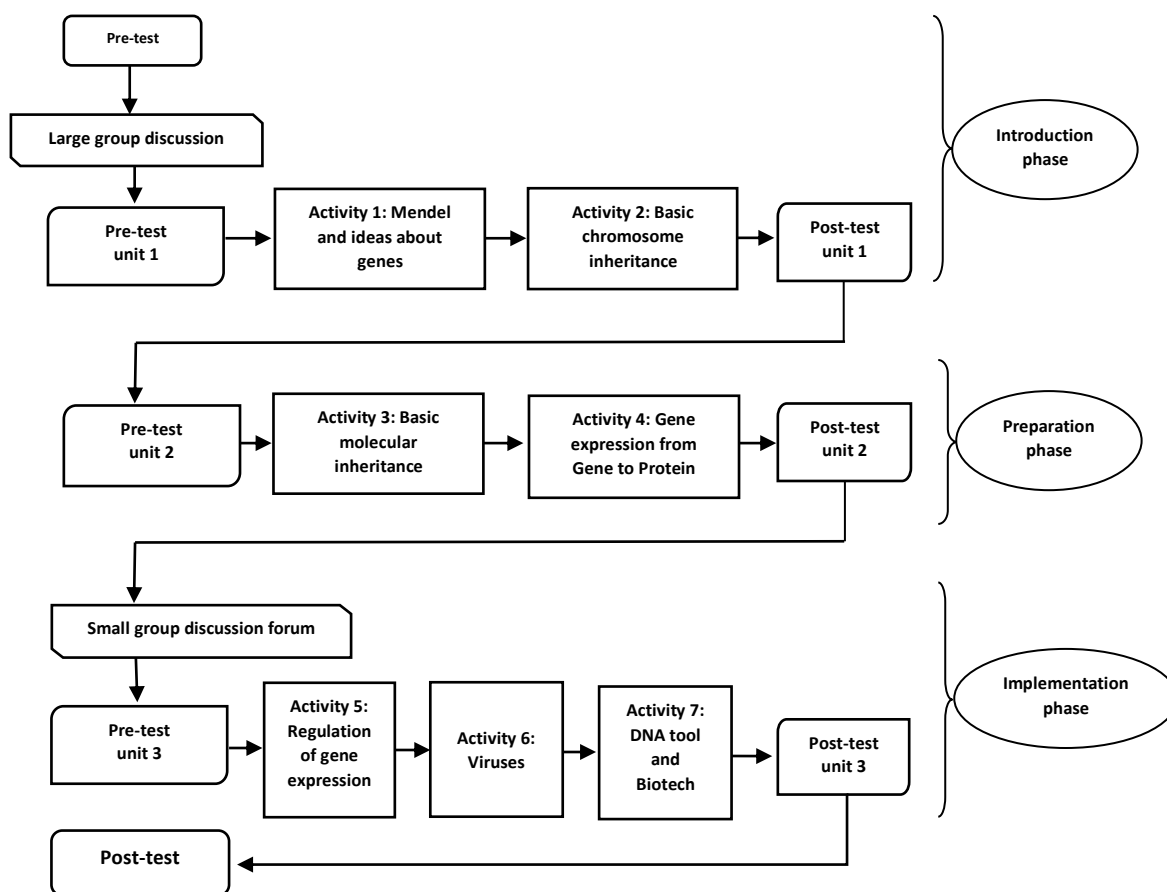 Pre-test
Large group discussion
Introduction
phase
Pre-test
unit 1
Activity 1: Mendel
and ideas about
genes
Activity 2: Basic
chromosome
inheritance
Post-test
unit 1
Pre-test
unit 2
Activity 3: Basic
molecular
inheritance
Activity 4: Gene
expression from
Gene to Protein
Post-test
unit 2
Preparation
phase
Small group discussion forum
Pre-test
unit 3
Activity 5:
Regulation
of gene
expression
Activity 6:
Viruses
Activity 7:
DNA tool
and
Biotech
Post-test
unit 3
Implementation
phase
Post-test